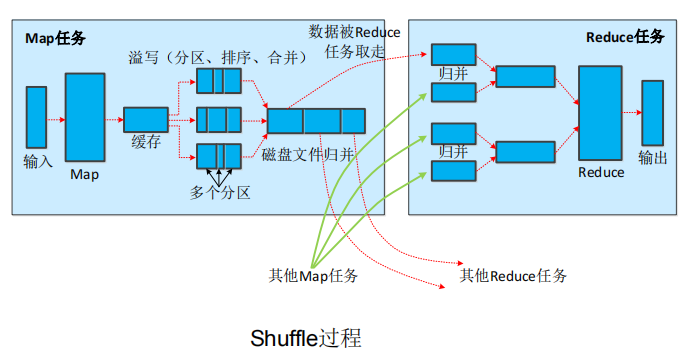 Map任务
溢写（分区、排序、合并）
数据被Reduce
任务取走
Reduce任务
输入
Map
缓存
多个分区
磁盘文件归并
归并
归并
Reduce
输出
其他Map任务
其他Reduce任务
Shuffle过程